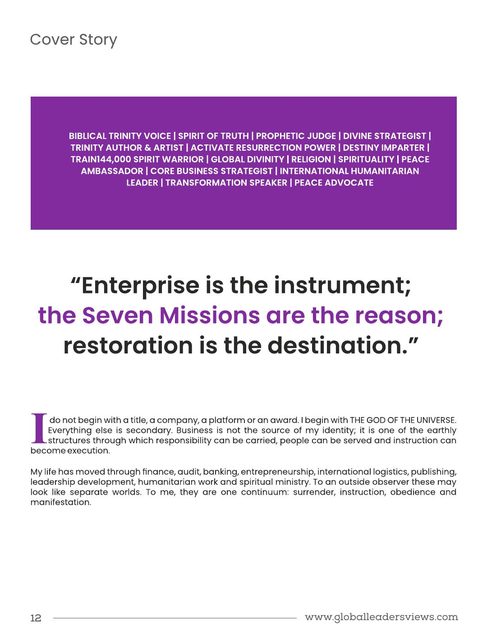 Cover Story
BIBLICAL TRINITY VOICE | SPIRIT OF TRUTH | PROPHETIC JUDGE | DIVINE STRATEGIST |
TRINITY AUTHOR & ARTIST | ACTIVATE RESURRECTION POWER | DESTINY IMPARTER |
TRAIN144,000 SPIRIT WARRIOR | GLOBAL DIVINITY | RELIGION | SPIRITUALITY | PEACE
AMBASSADOR | CORE BUSINESS STRATEGIST | INTERNATIONAL HUMANITARIAN
LEADER | TRANSFORMATION SPEAKER | PEACE ADVOCATE
“Enterprise is the instrument;
the Seven Missions are the reason;
restoration is the destination.”
I do not begin with a title, a company, a platform or an award. I begin with THE GOD OF THE UNIVERSE.
Everything else is secondary. Business is not the source of my identity; it is one of the earthly
structures through which responsibility can be carried, people can be served and instruction can
become execution.
My life has moved through finance, audit, banking, entrepreneurship, international logistics, publishing,
leadership development, humanitarian work and spiritual ministry. To an outside observer these may
look like separate worlds. To me, they are one continuum: surrender, instruction, obedience and
manifestation.
12
www.globalleadersviews.com